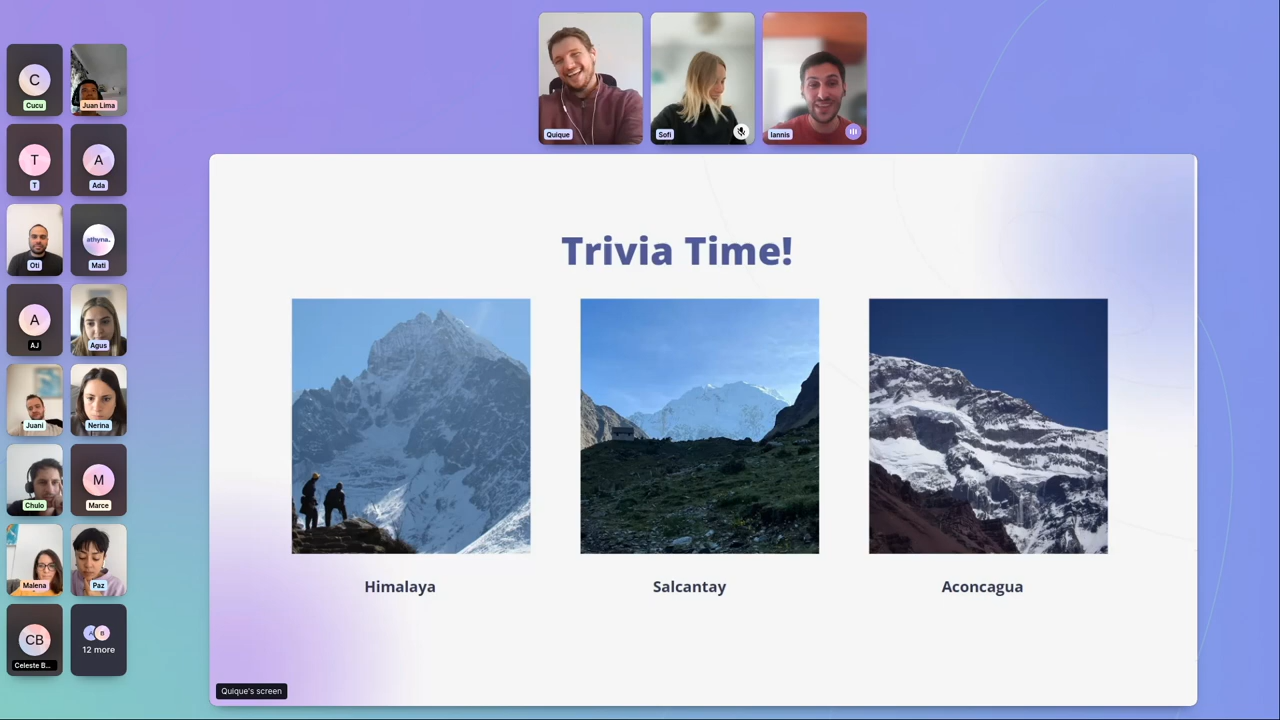 Quique
Sofi
Iannis
C
Cucu
Juan Lima
T
T
A
Ada
Oti
athyna.
Mati
A
AJ
Agus
Juani
Nerina
Chulo
M
Marce
Malena
Paz
CB
Celeste B...
A
B
12 more
Trivia Time!
Himalaya
Salcantay
Aconcagua
Quique's screen